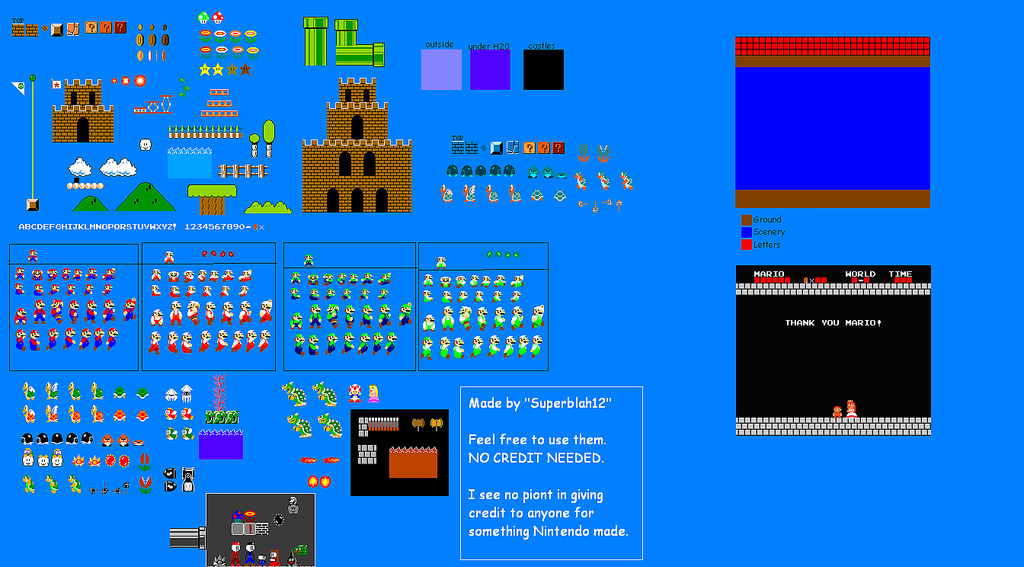 TOP
outside
under H20
castles
TOP
ABCDEFGHIJKLMNOPQRSTUVWXYZ! 1234567890-©x
Ground
Scenery
Letters
MARIO WORLD TIME
THANK YOU MARIO!
Made by "Superblah12"
Feel free to use them.
NO CREDIT NEEDED.
I see no piont in giving
credit to anyone for
something Nintendo made.